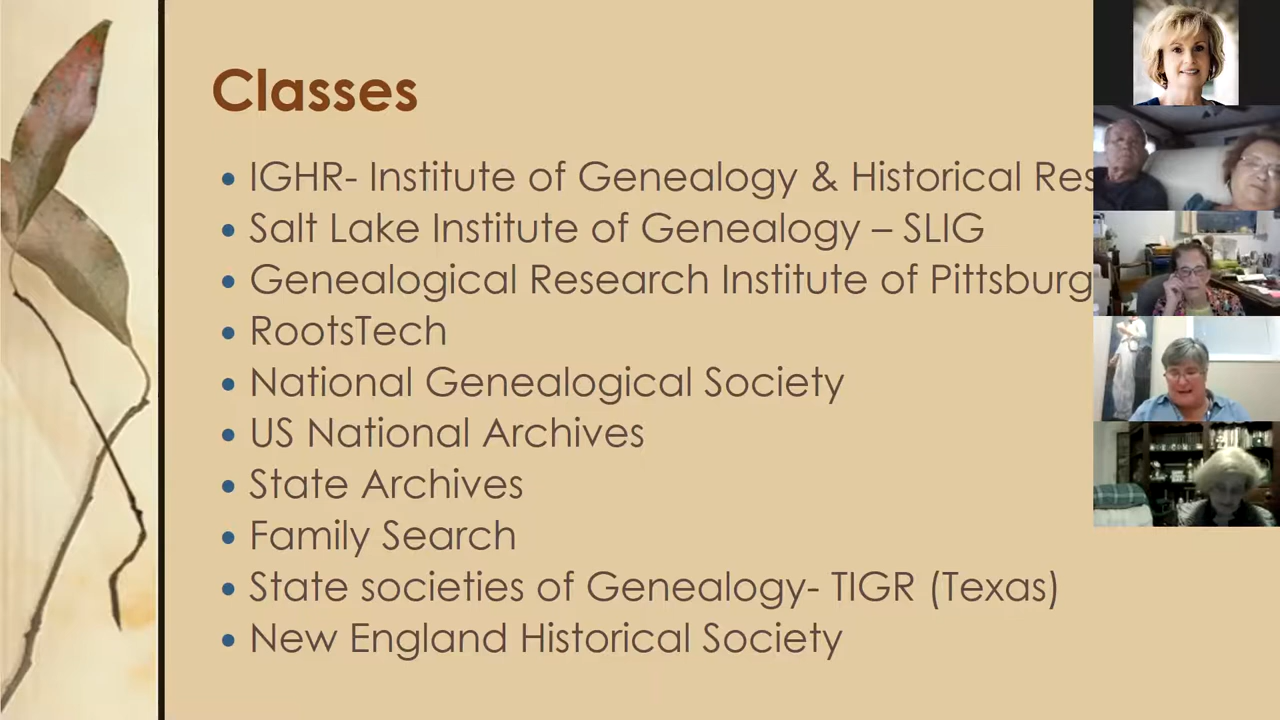 Classes
• IGHR- Institute of Genealogy & Historical Res
• Salt Lake Institute of Genealogy – SLIG
• Genealogical Research Institute of Pittsburg
• RootsTech
• National Genealogical Society
• US National Archives
• State Archives
• Family Search
• State societies of Genealogy- TIGR (Texas)
• New England Historical Society